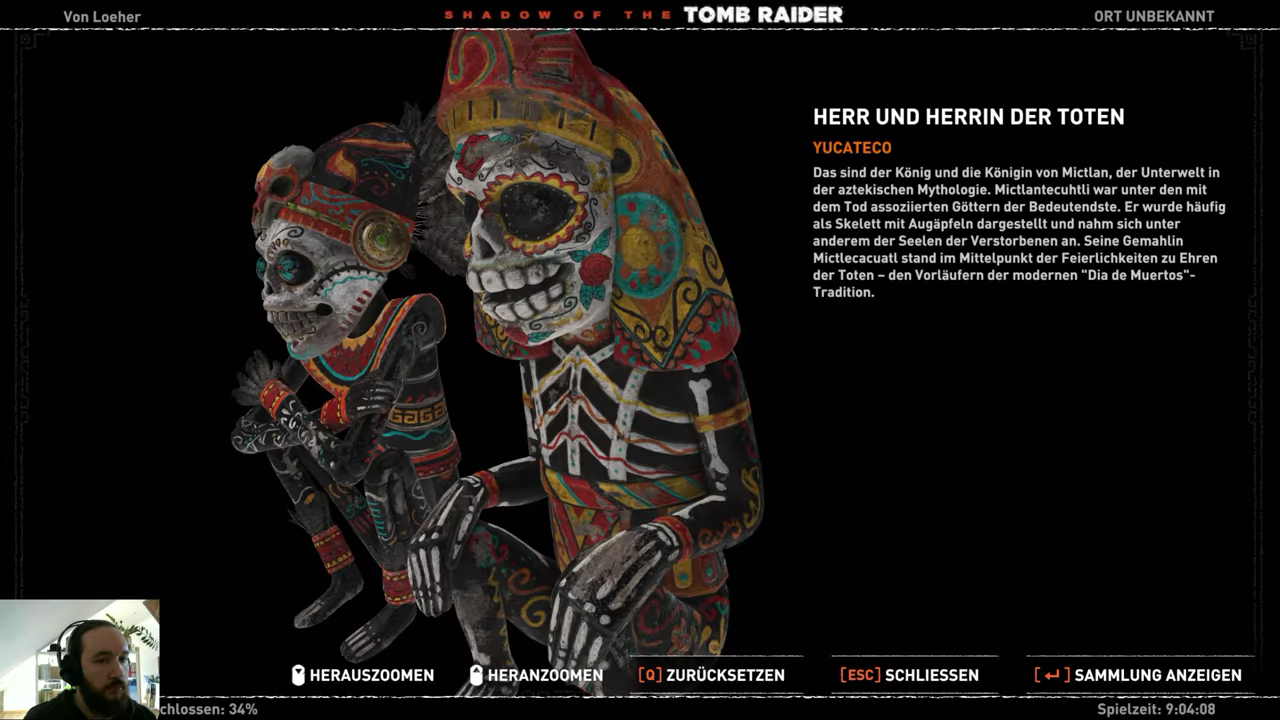 Von Loeher
SHADOW OF THE TOMB RAIDER
ORT UNBEKANNT
HERR UND HERRIN DER TOTEN
YUCATECO
Das sind der König und die Königin von Mictlan, der Unterwelt in
der aztekischen Mythologie. Mictlantecuhtli war unter den mit
dem Tod assoziierten Göttern der Bedeutendste. Er wurde häufig
als Skelett mit Augäpfeln dargestellt und nahm sich unter
anderem der Seelen der Verstorbenen an. Seine Gemahlin
Mictlecacuatl stand im Mittelpunkt der Feierlichkeiten zu Ehren
der Toten – den Vorläufern der modernen "Dia de Muertos"-
Tradition.
HERAUSZOOMEN
HERANZOOMEN
[Q] ZURÜCKSETZEN
[ESC] SCHLIESSEN
[↵] SAMMLUNG ANZEIGEN
chlossen: 34%
Spielzeit: 9:04:08